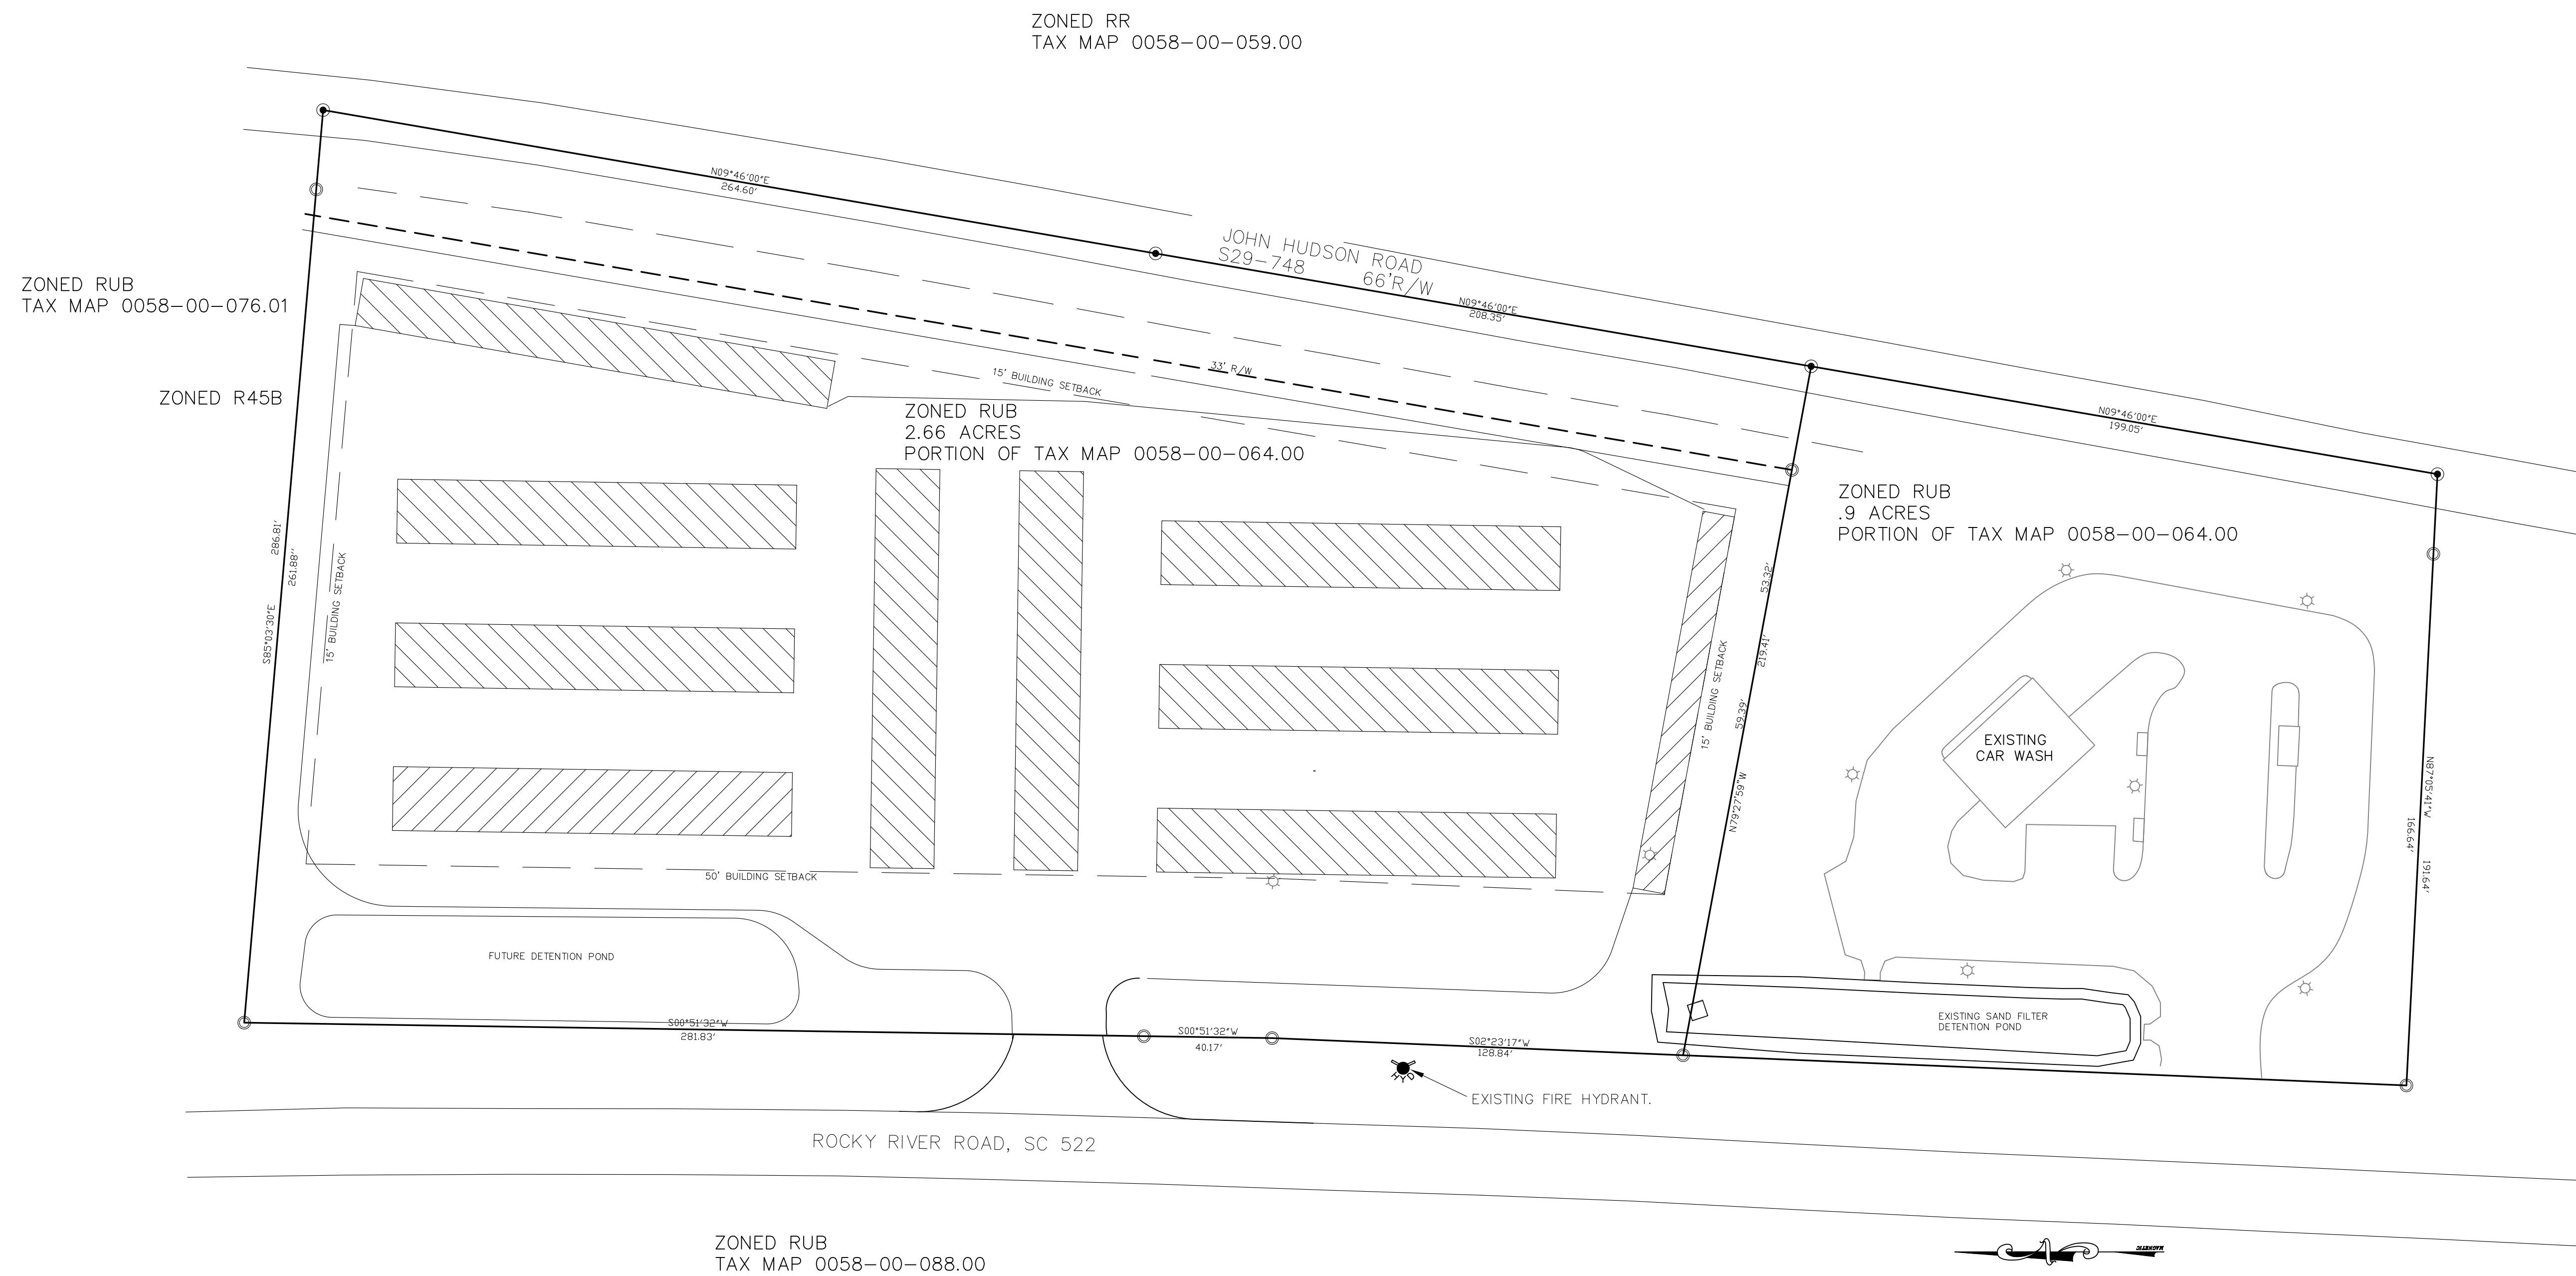 ZONED RR
TAX MAP 0058-00-059.00
N09°46'00"E
264.60'
JOHN HUDSON ROAD
S29-748 66'R/W
ZONED RUB
TAX MAP 0058-00-076.01
N09°46'00"E
208.35'
33' R/W
15' BUILDING SETBACK
ZONED R45B
ZONED RUB
2.66 ACRES
PORTION OF TAX MAP 0058-00-064.00
N09°46'00"E
199.05'
ZONED RUB
.9 ACRES
PORTION OF TAX MAP 0058-00-064.00
286.81'
261.88''
S85°03'30"E
15' BUILDING SETBACK
53.32'
219.41'
59.39'
N79°27'59"W
15' BUILDING SETBACK
EXISTING
CAR WASH
N87°05'41"W
166.64'
191.64'
50' BUILDING SETBACK
FUTURE DETENTION POND
S00°51'32"W
281.83'
S00°51'32"W
40.17'
S02°23'17"W
128.84'
EXISTING SAND FILTER
DETENTION POND
HYD
EXISTING FIRE HYDRANT.
ROCKY RIVER ROAD, SC 522
ZONED RUB
TAX MAP 0058-00-088.00
N
MAGNETIC